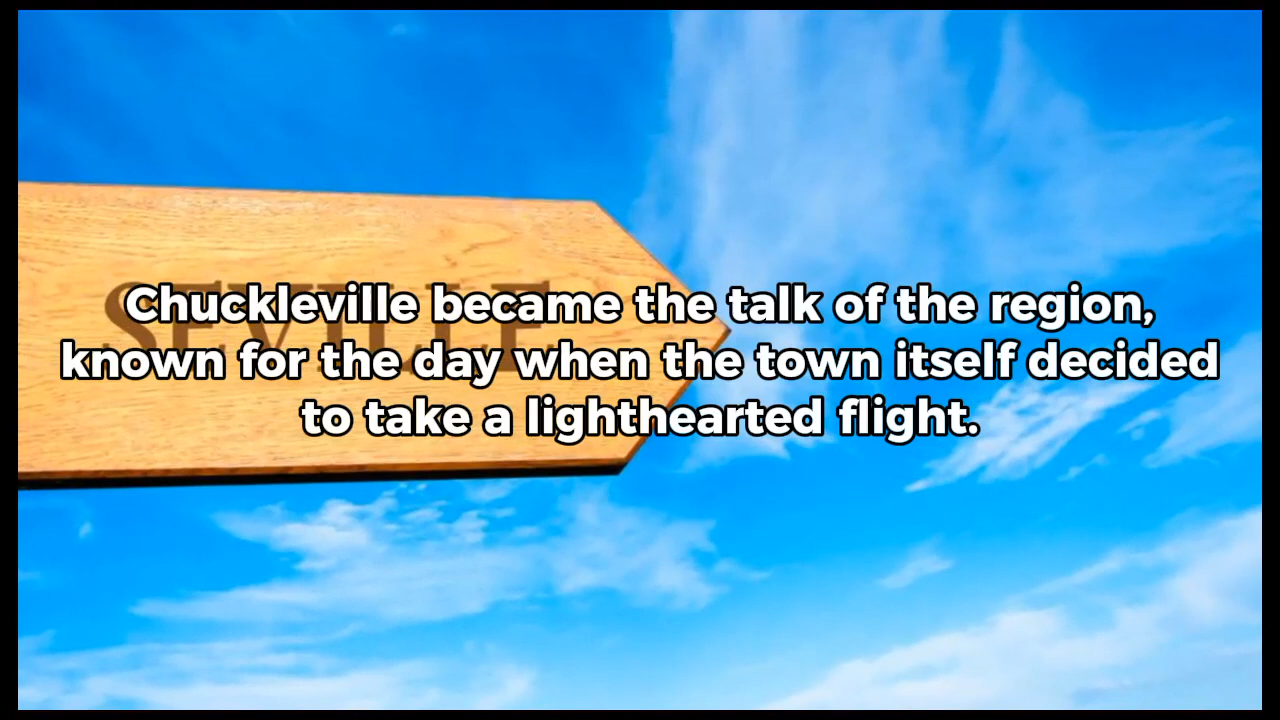 Chuckleville became the talk of the region,
known for the day when the town itself decided
to take a lighthearted flight.
SEVILLE